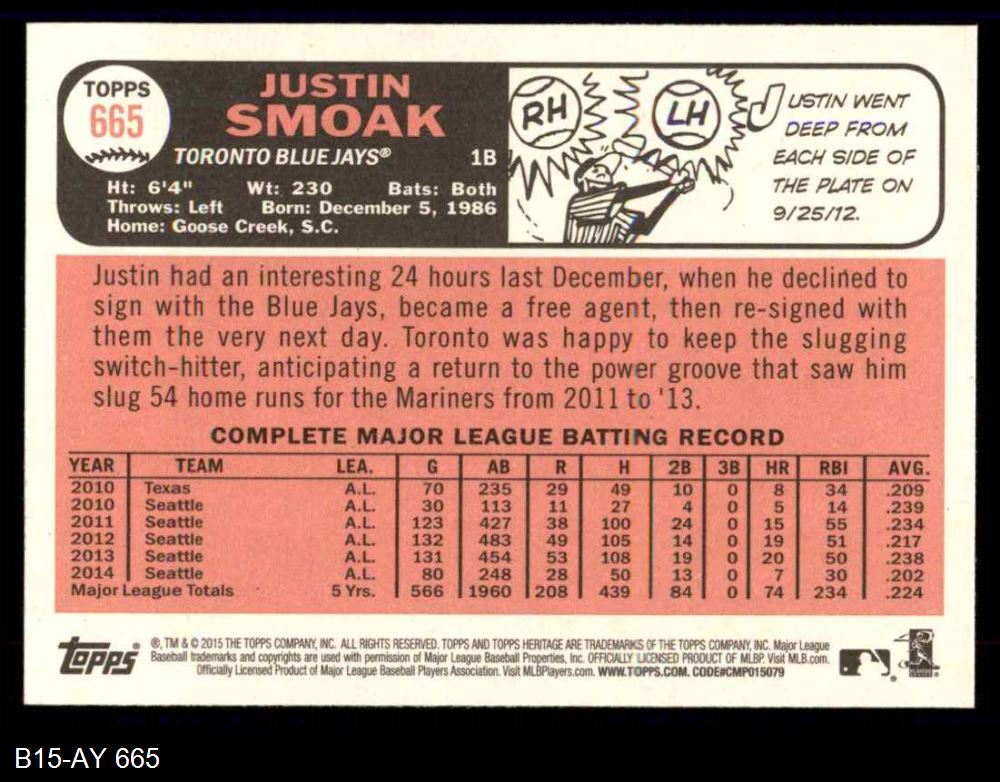 TOPPS
665
JUSTIN
SMOAK
TORONTO BLUE JAYS® 1B
Ht: 6'4" Wt: 230 Bats: Both
Throws: Left Born: December 5, 1986
Home: Goose Creek, S.C.
RH
LH
JUSTIN WENT
DEEP FROM
EACH SIDE OF
THE PLATE ON
9/25/12.
Justin had an interesting 24 hours last December, when he declined to
sign with the Blue Jays, became a free agent, then re-signed with
them the very next day. Toronto was happy to keep the slugging
switch-hitter, anticipating a return to the power groove that saw him
slug 54 home runs for the Mariners from 2011 to '13.
COMPLETE MAJOR LEAGUE BATTING RECORD
YEAR TEAM LEA. G AB R H 2B 3B HR RBI AVG.
2010 Texas A.L. 70 235 29 49 10 0 8 34 .209
2010 Seattle A.L. 30 113 11 27 4 0 5 14 .239
2011 Seattle A.L. 123 427 38 100 24 0 15 55 .234
2012 Seattle A.L. 132 483 49 105 14 0 19 51 .217
2013 Seattle A.L. 131 454 53 108 19 0 20 50 .238
2014 Seattle A.L. 80 248 28 50 13 0 7 30 .202
Major League Totals 5 Yrs. 566 1960 208 439 84 0 74 234 .224
Topps®
®, TM & © 2015 THE TOPPS COMPANY, INC. ALL RIGHTS RESERVED. TOPPS AND TOPPS HERITAGE ARE TRADEMARKS OF THE TOPPS COMPANY, INC. Major League
Baseball trademarks and copyrights are used with permission of Major League Baseball Properties, Inc. OFFICIALLY LICENSED PRODUCT OF MLBP. Visit MLB.com.
Officially Licensed Product of Major League Baseball Players Association. Visit MLBPlayers.com. WWW.TOPPS.COM. CODE#CMP015079
B15-AY 665